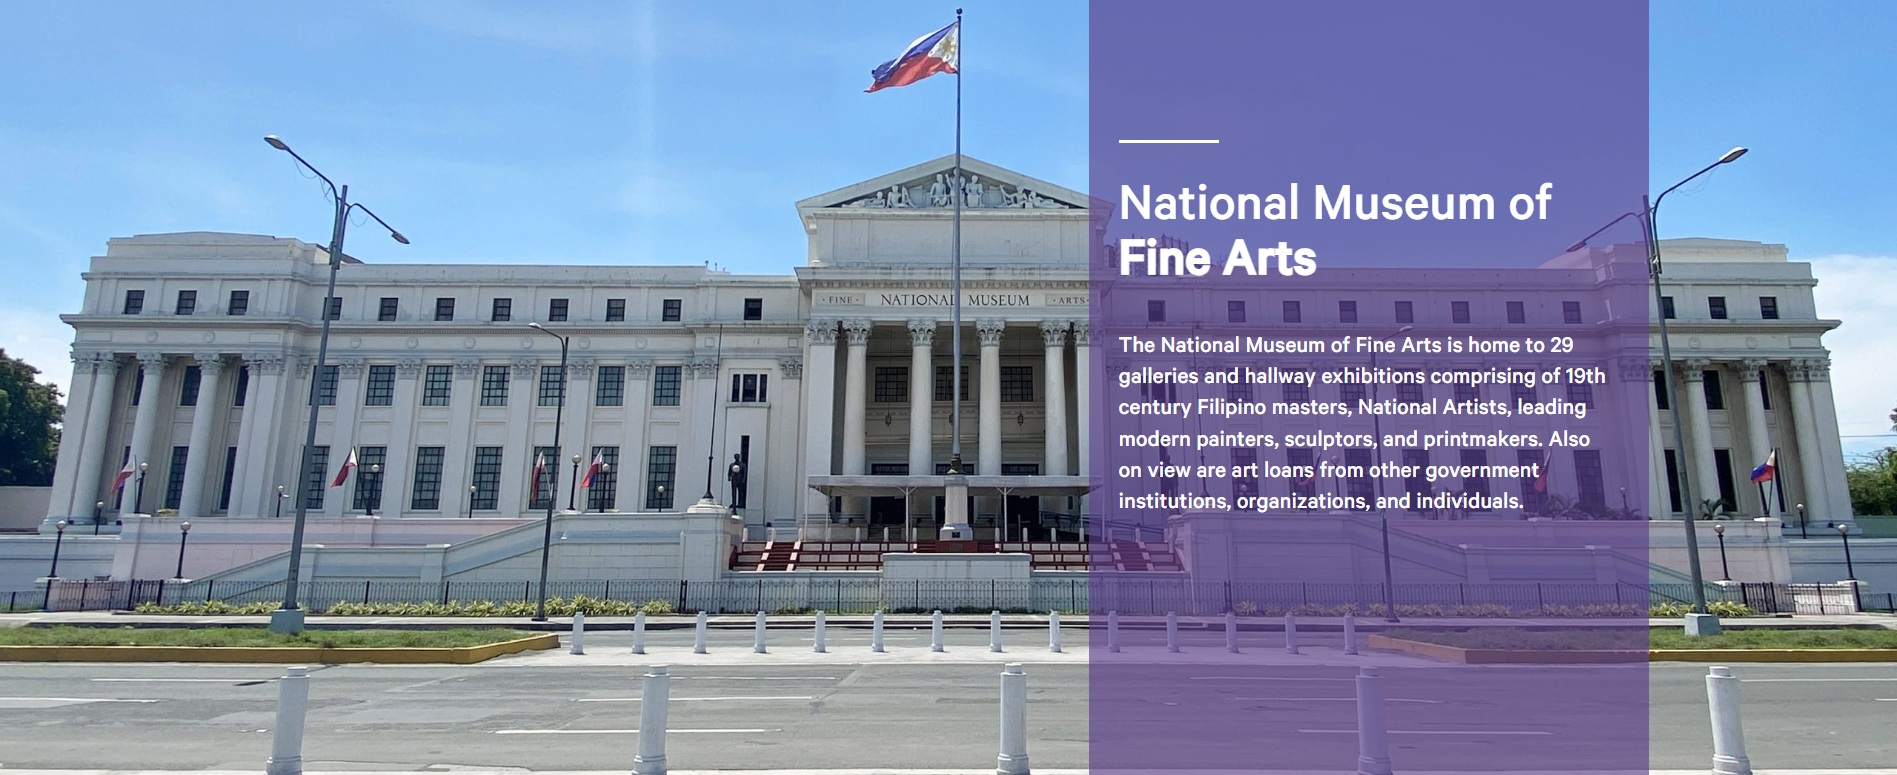 · FINE · NATIONAL MUSEUM · ARTS ·
National Museum of
Fine Arts
The National Museum of Fine Arts is home to 29
galleries and hallway exhibitions comprising of 19th
century Filipino masters, National Artists, leading
modern painters, sculptors, and printmakers. Also
on view are art loans from other government
institutions, organizations, and individuals.